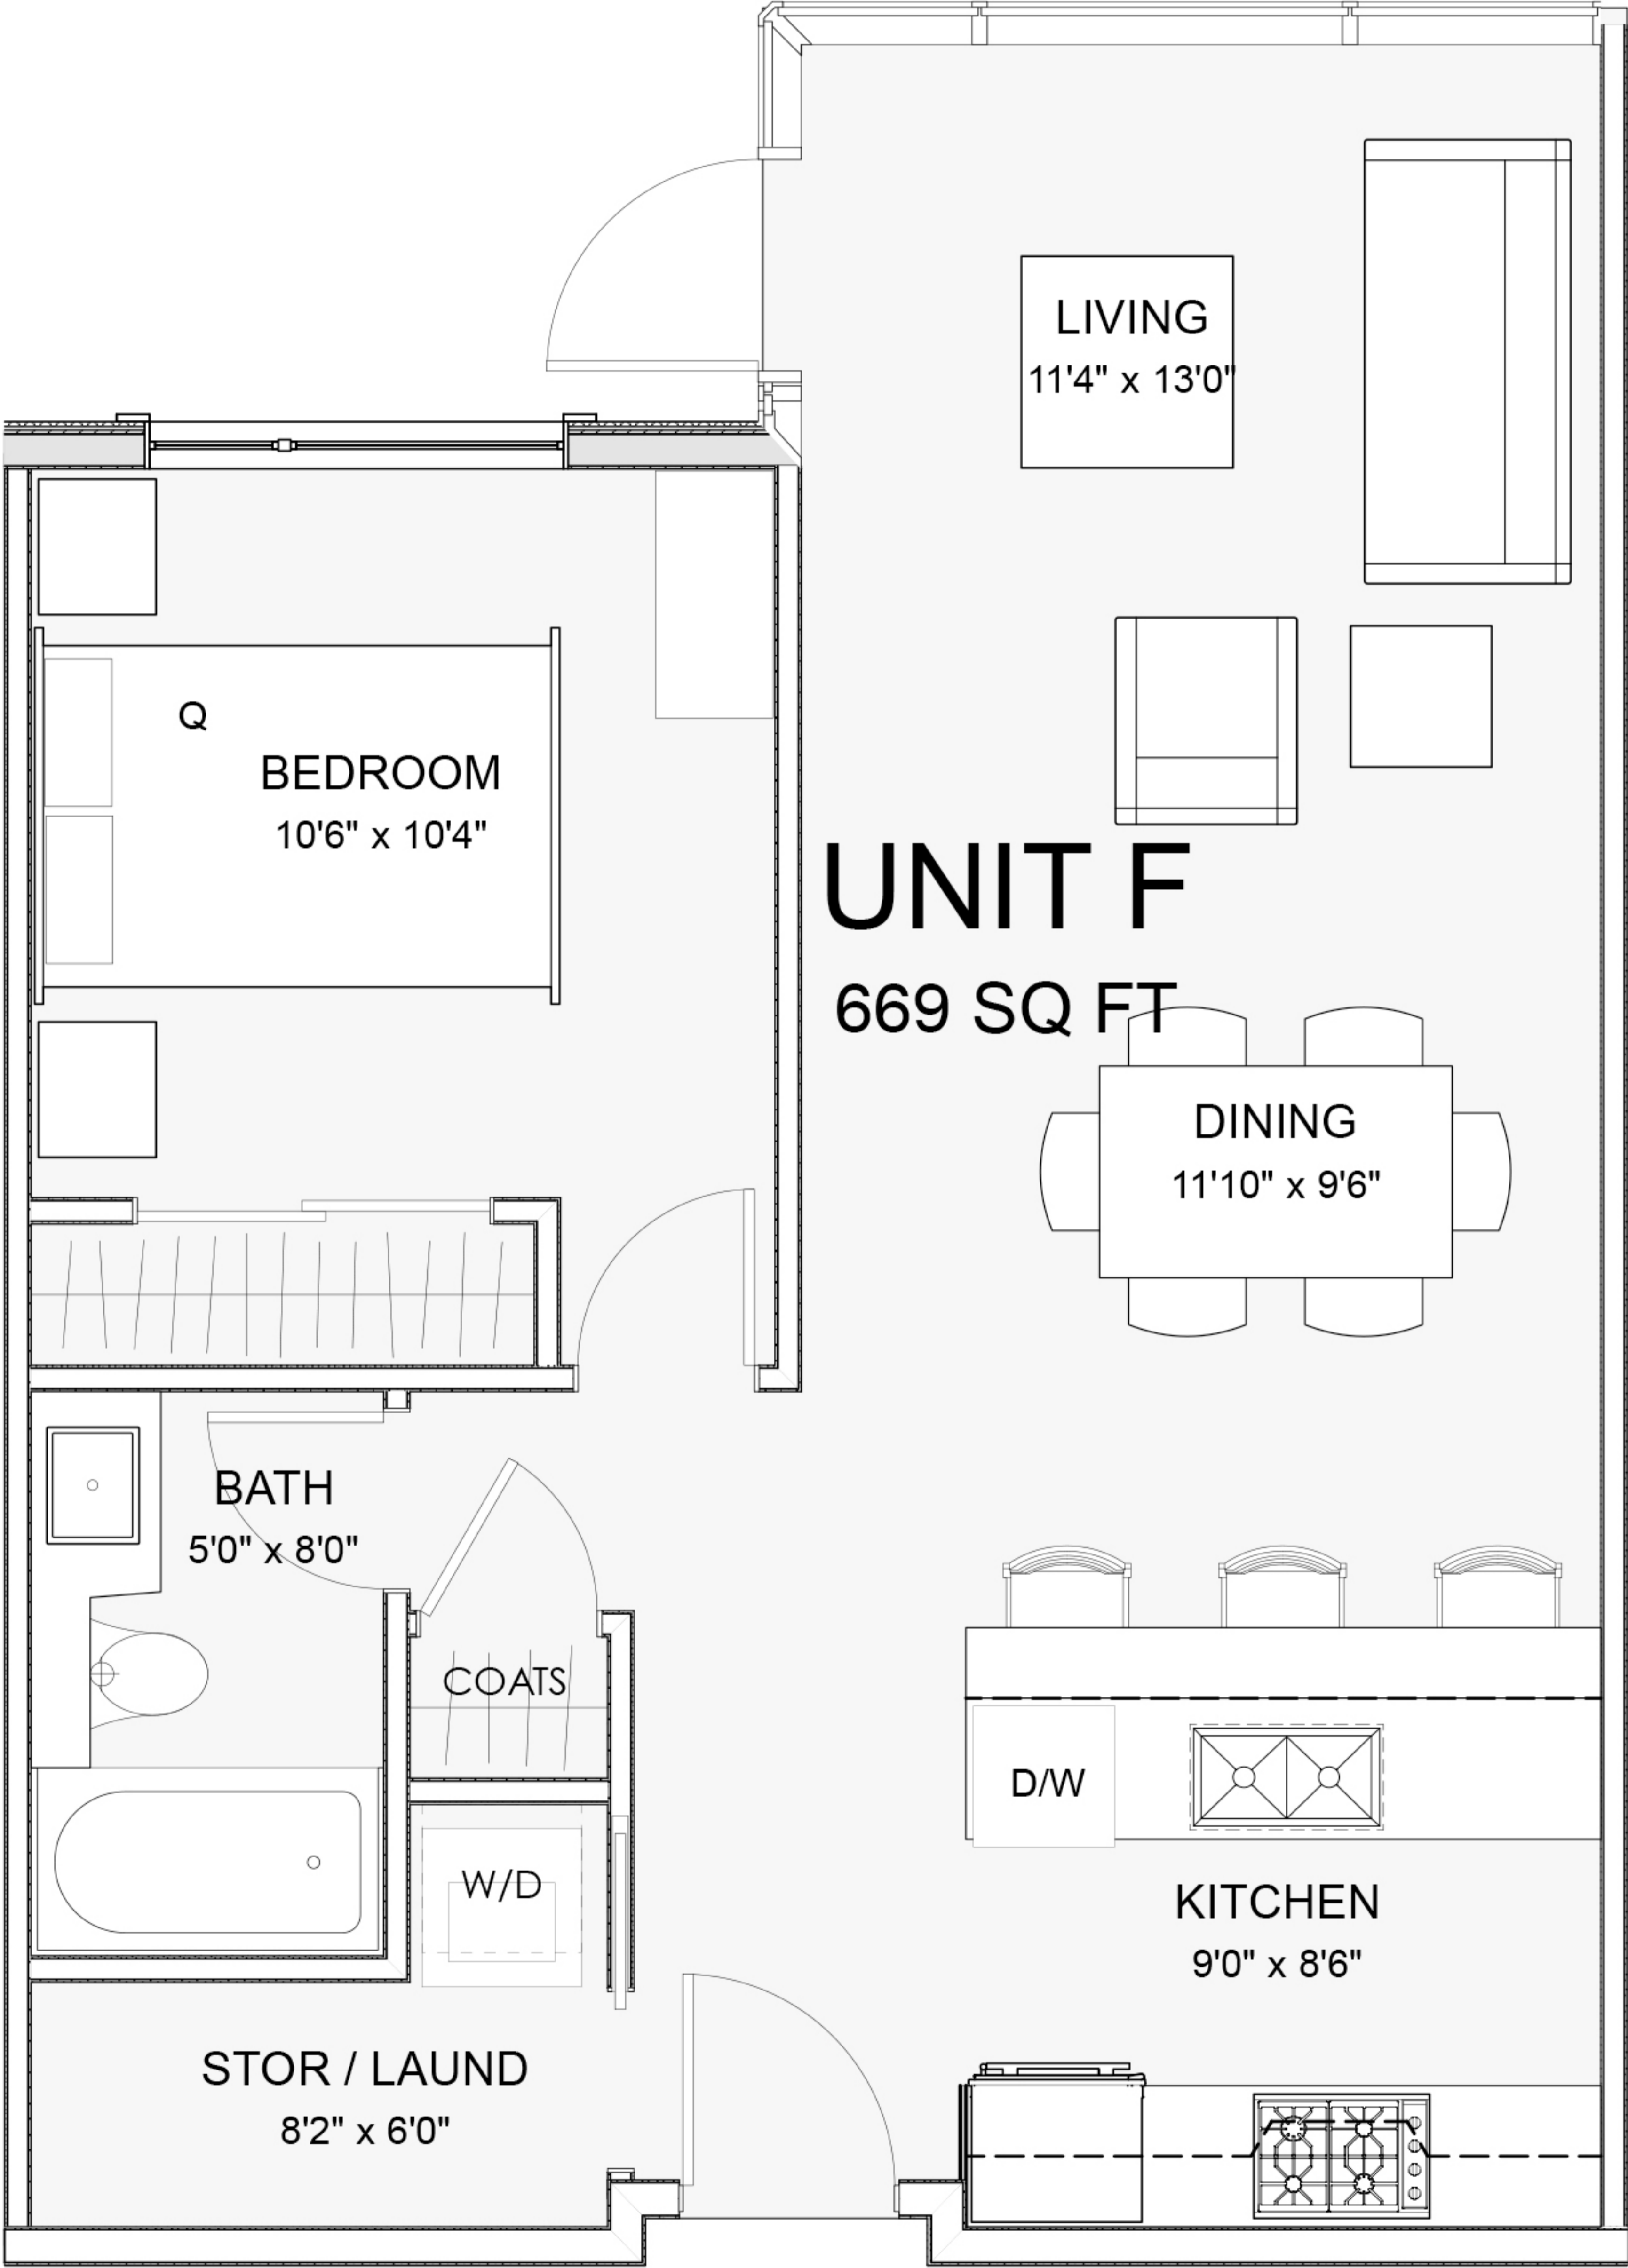 LIVING
11'4" x 13'0"
Q
BEDROOM
10'6" x 10'4"
UNIT F
669 SQ FT
DINING
11'10" x 9'6"
BATH
5'0" x 8'0"
COATS
D/W
W/D
KITCHEN
9'0" x 8'6"
STOR / LAUND
8'2" x 6'0"